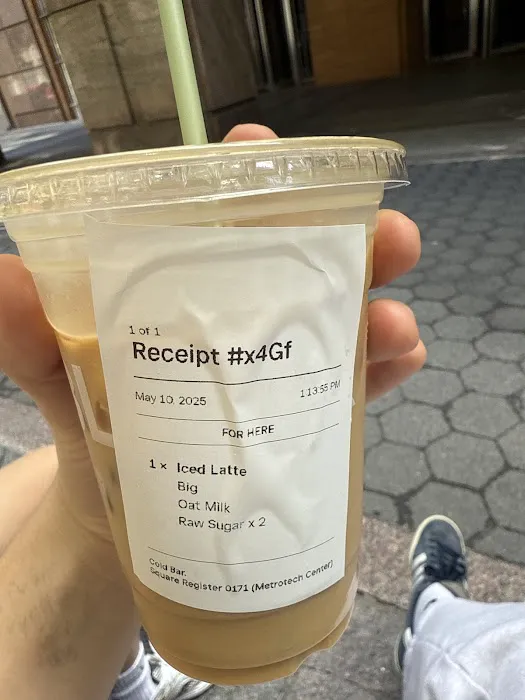 1 of 1
Receipt #x4Gf
May 10, 2025 1:13:55 PM
FOR HERE
1 × Iced Latte
Big
Oat Milk
Raw Sugar x 2
Cold Bar,
Square Register 0171 (Metrotech Center)